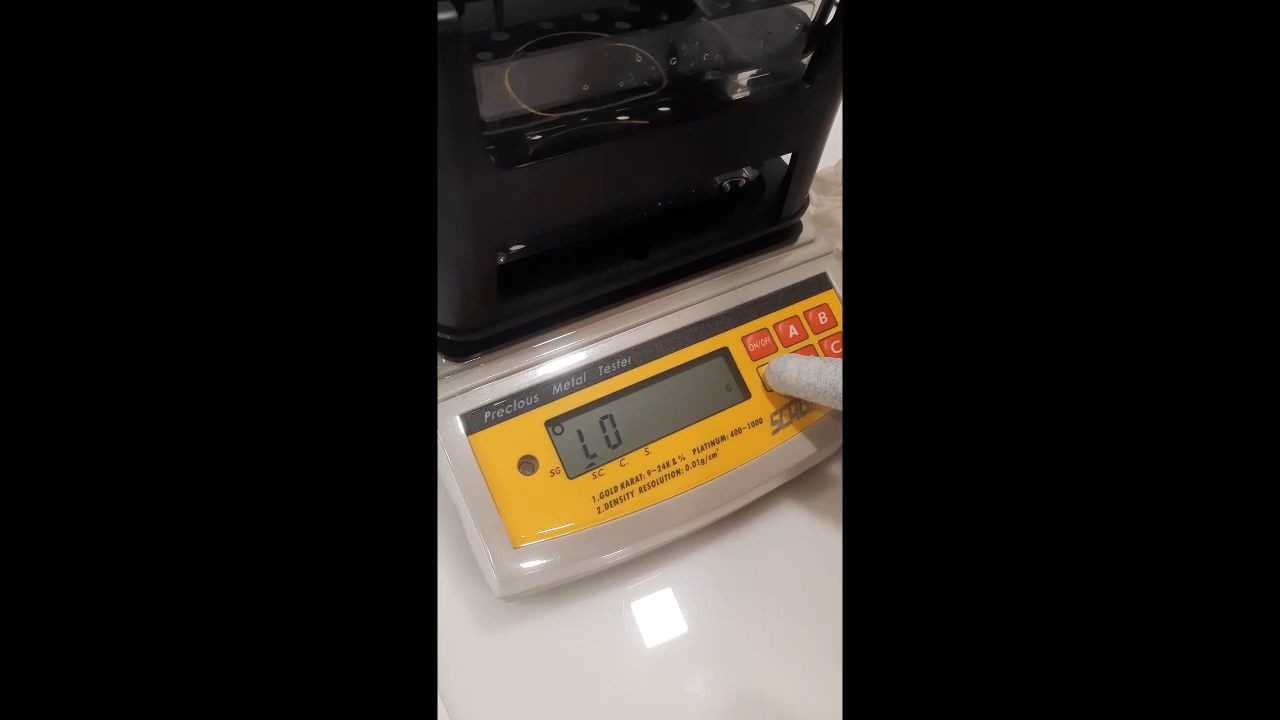 Precious Metal Tester
ON/OFF
A
B
C
LO
G
SG
S.C
C.
S.
1.GOLD KARAT: 9~24K & % PLATINUM: 400~1000
2.DENSITY RESOLUTION: 0.01g/cm³